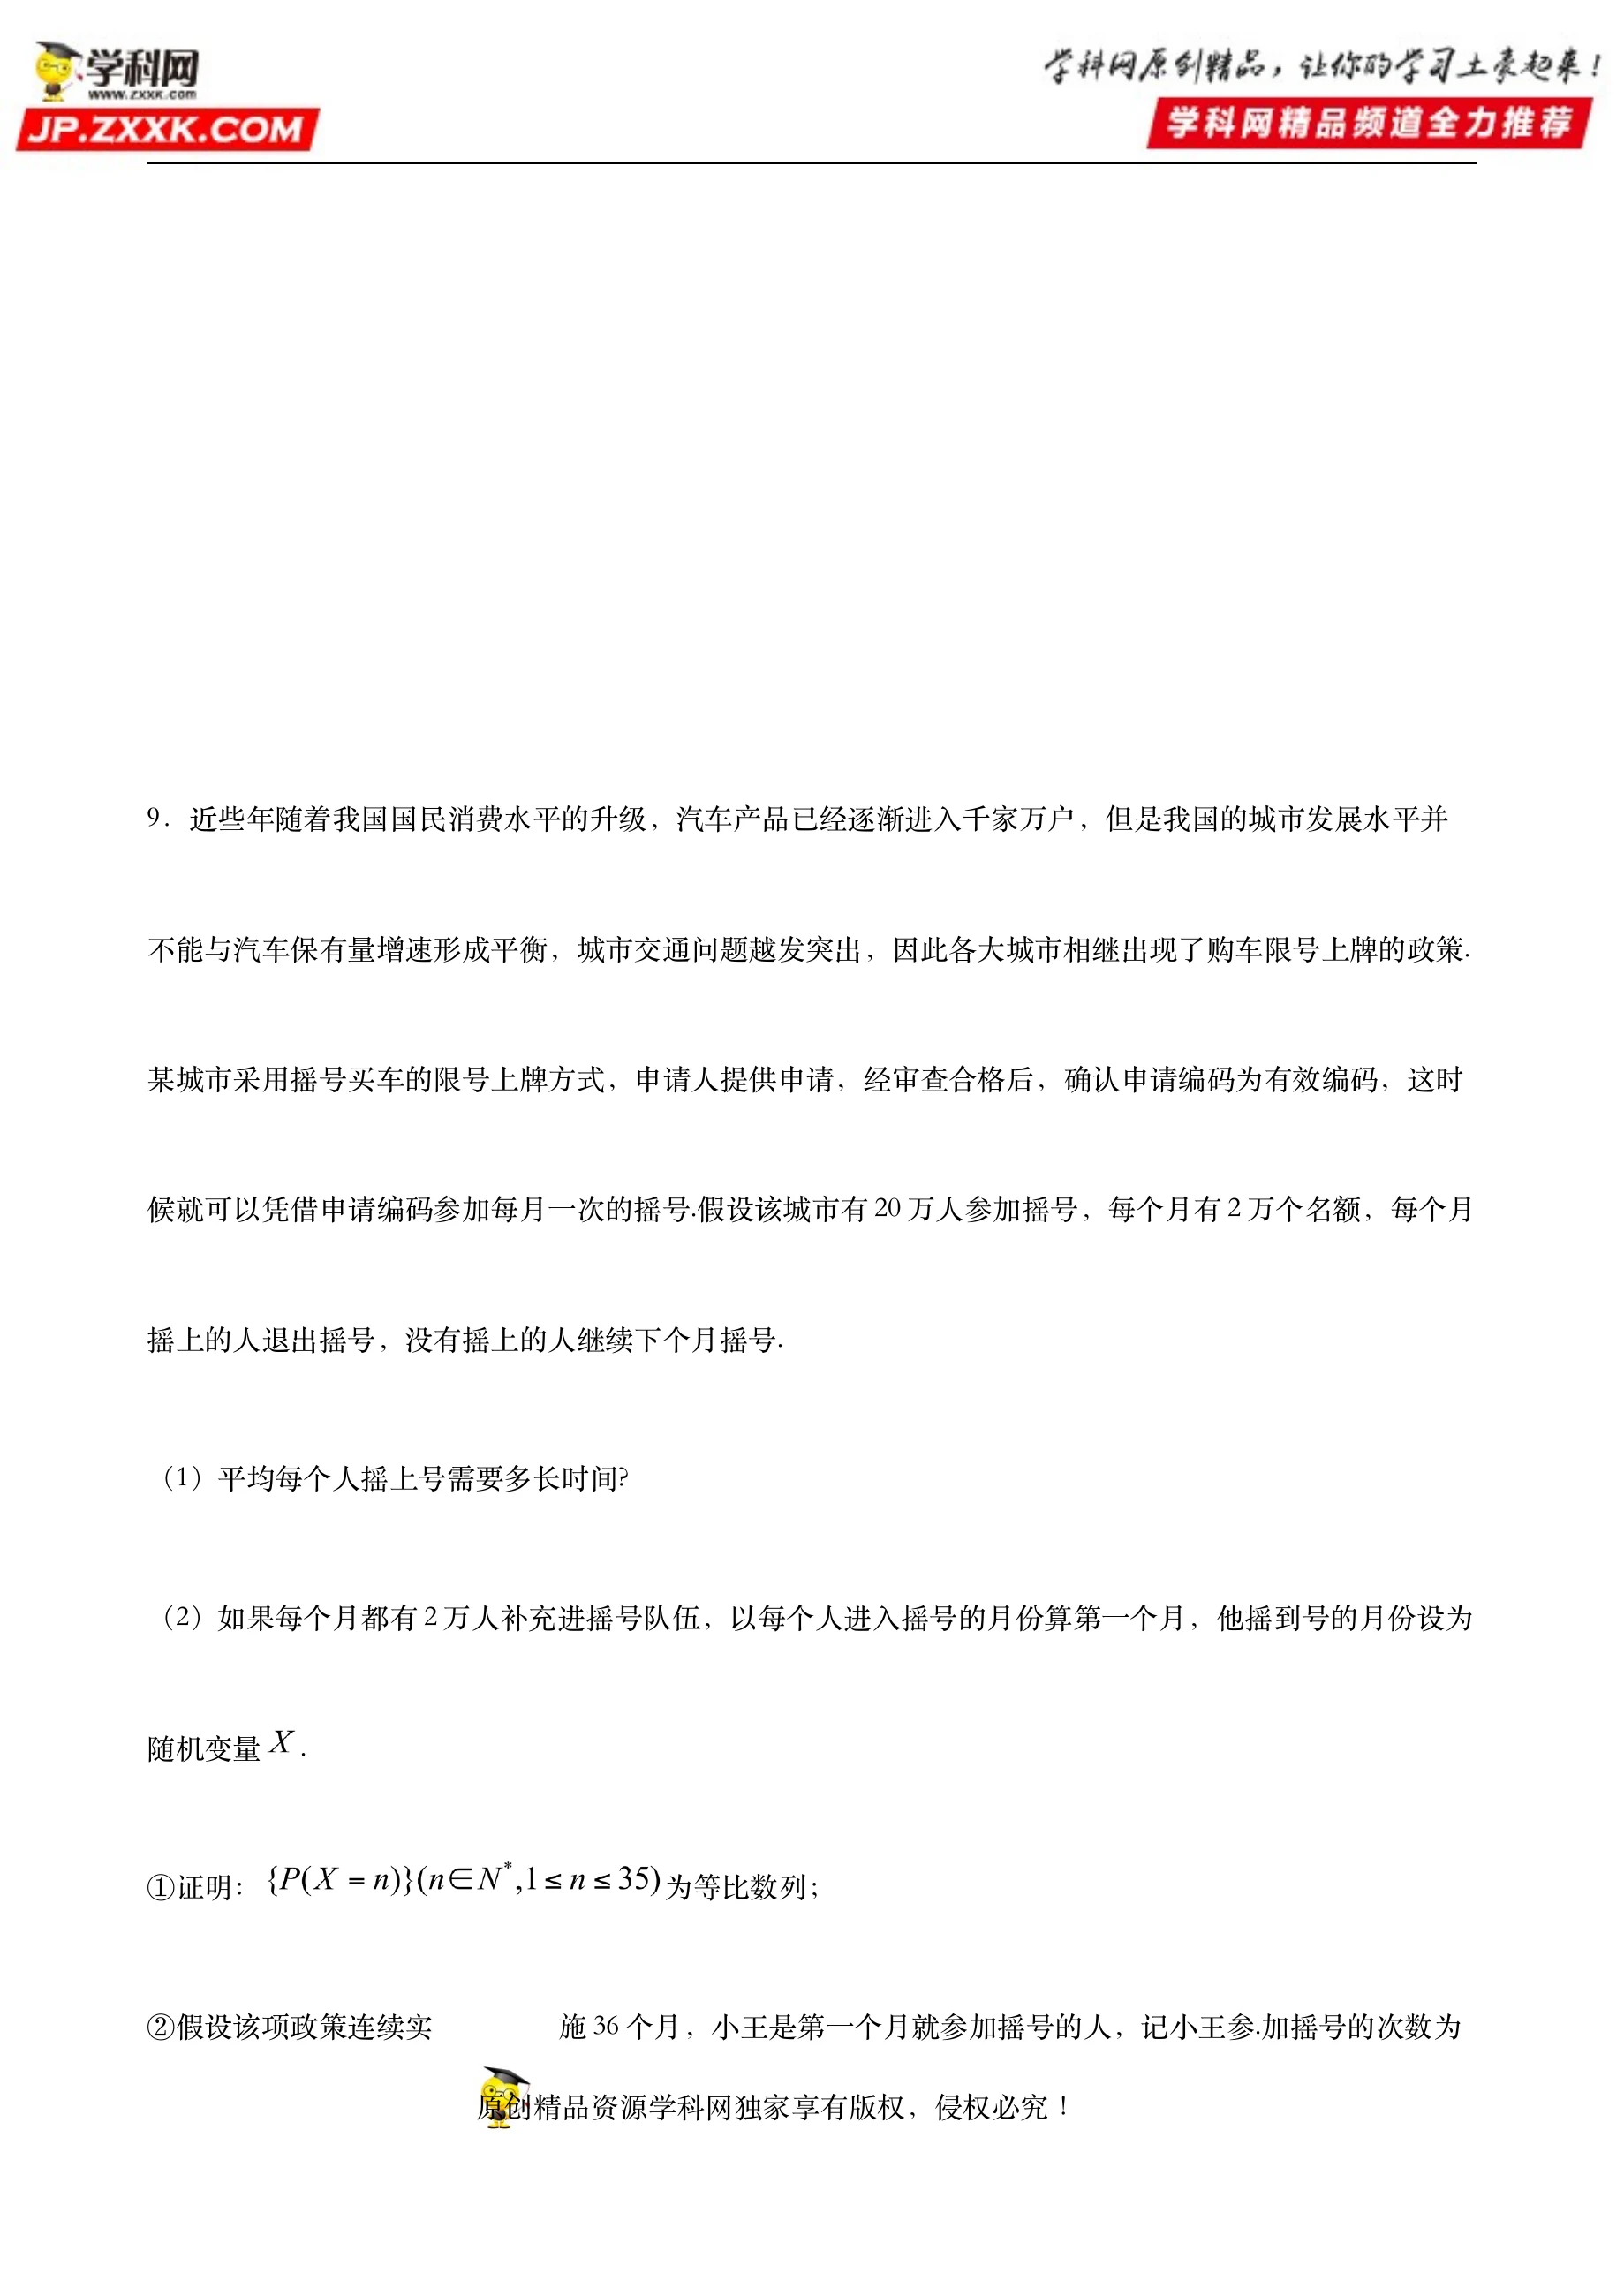 学科网
www.zxxk.com
JP.ZXXK.COM
学科网原创精品，让你的学习土豪起来！
学科网精品频道全力推荐
9．近些年随着我国国民消费水平的升级，汽车产品已经逐渐进入千家万户，但是我国的城市发展水平并
不能与汽车保有量增速形成平衡，城市交通问题越发突出，因此各大城市相继出现了购车限号上牌的政策.
某城市采用摇号买车的限号上牌方式，申请人提供申请，经审查合格后，确认申请编码为有效编码，这时
候就可以凭借申请编码参加每月一次的摇号.假设该城市有 20 万人参加摇号，每个月有 2 万个名额，每个月
摇上的人退出摇号，没有摇上的人继续下个月摇号.
（1）平均每个人摇上号需要多长时间?
（2）如果每个月都有 2 万人补充进摇号队伍，以每个人进入摇号的月份算第一个月，他摇到号的月份设为
随机变量 X .
①证明： {P(X = n)}(n∈N*,1 ≤ n ≤ 35) 为等比数列；
②假设该项政策连续实 施 36 个月，小王是第一个月就参加摇号的人，记小王参.加摇号的次数为
原创精品资源学科网独家享有版权，侵权必究！